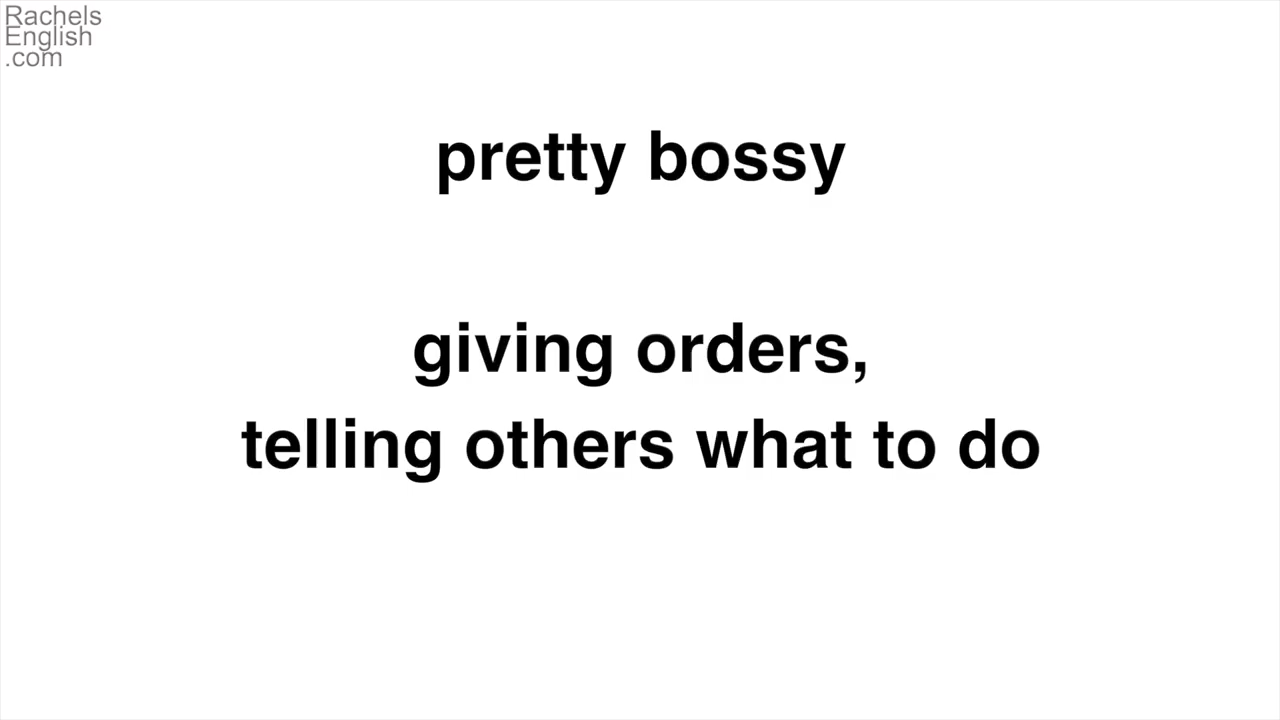 Rachels
English
.com
pretty bossy
giving orders,
telling others what to do